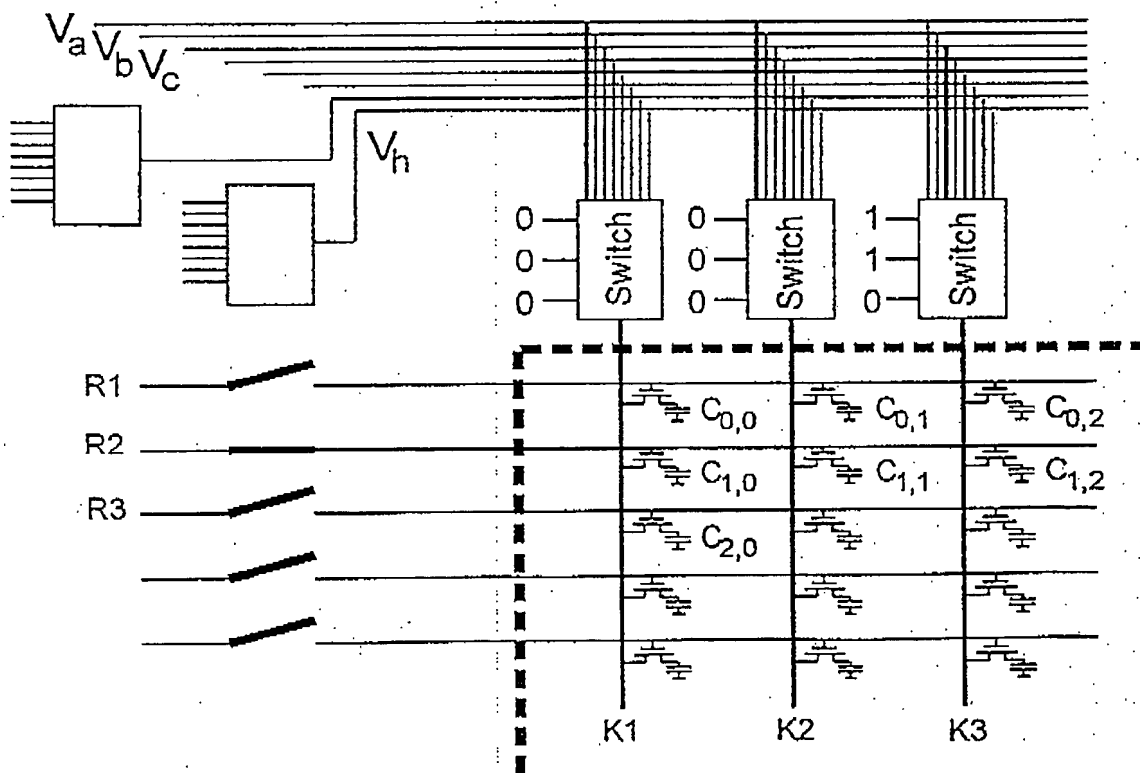 Va Vb Vc
Vh
0 0 1
0 0 1
0 0 0
Switch Switch Switch
R1
C0,0 C0,1 C0,2
R2
C1,0 C1,1 C1,2
R3
C2,0
K1 K2 K3